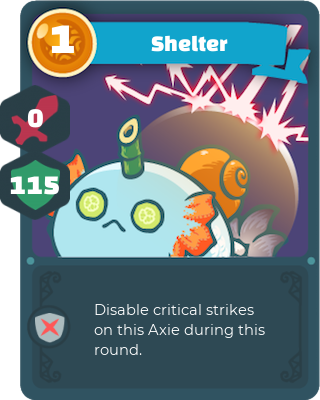 1
Shelter
0
115
Disable critical strikes
on this Axie during this
round.